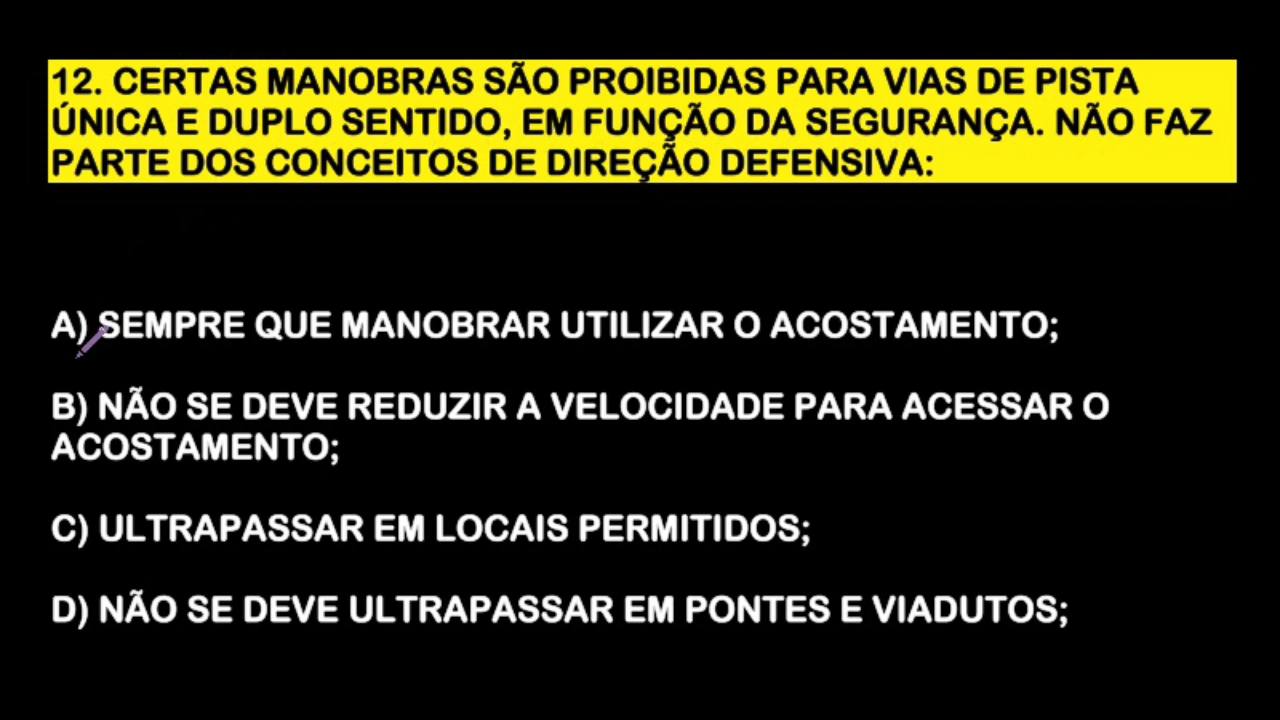 12. CERTAS MANOBRAS SÃO PROIBIDAS PARA VIAS DE PISTA
ÚNICA E DUPLO SENTIDO, EM FUNÇÃO DA SEGURANÇA. NÃO FAZ
PARTE DOS CONCEITOS DE DIREÇÃO DEFENSIVA:
A) SEMPRE QUE MANOBRAR UTILIZAR O ACOSTAMENTO;
B) NÃO SE DEVE REDUZIR A VELOCIDADE PARA ACESSAR O
ACOSTAMENTO;
C) ULTRAPASSAR EM LOCAIS PERMITIDOS;
D) NÃO SE DEVE ULTRAPASSAR EM PONTES E VIADUTOS;